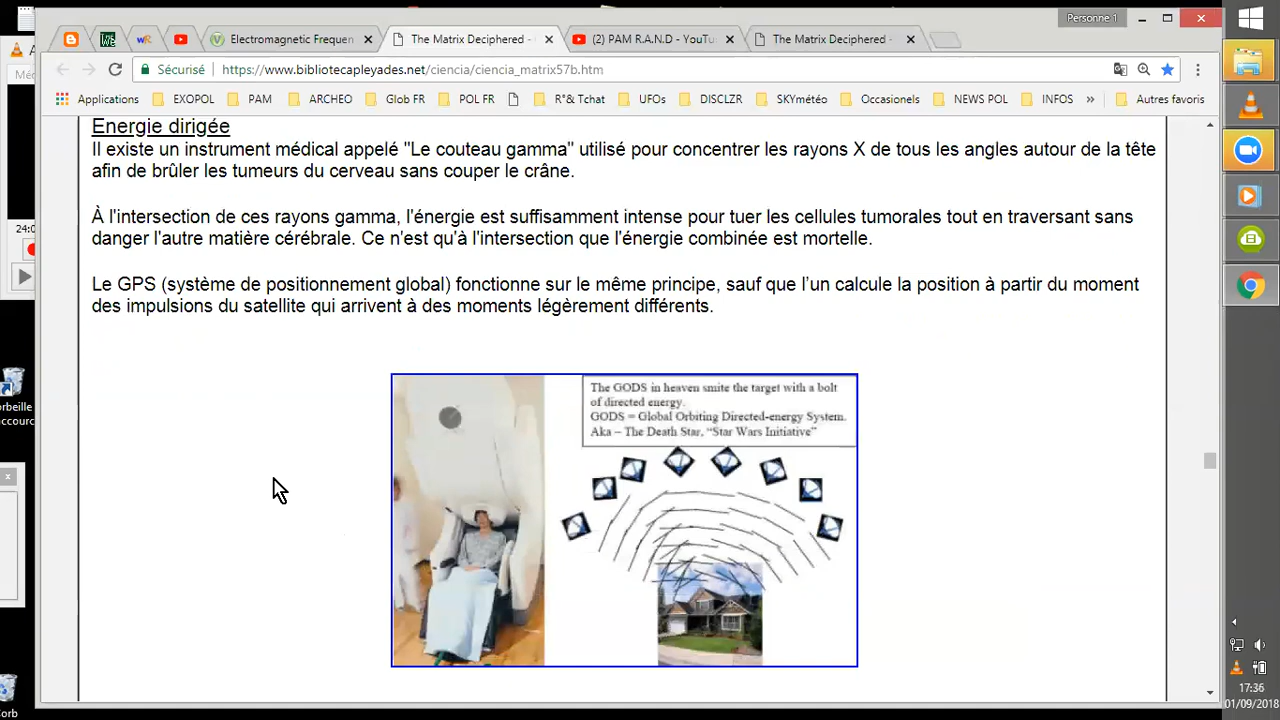 Personne 1
Electromagnetic Frequen
The Matrix Deciphered -
(2) PAM R.A.N.D - YouTu
The Matrix Deciphered -
Sécurisé
https://www.bibliotecapleyades.net/ciencia/ciencia_matrix57b.htm
Applications
EXOPOL
PAM
ARCHEO
Glob FR
POL FR
R°& Tchat
UFOs
DISCLZR
SKYmétéo
Occasionels
NEWS POL
INFOS
»
Autres favoris
Energie dirigée
Il existe un instrument médical appelé "Le couteau gamma" utilisé pour concentrer les rayons X de tous les angles autour de la tête
afin de brûler les tumeurs du cerveau sans couper le crâne.
À l'intersection de ces rayons gamma, l'énergie est suffisamment intense pour tuer les cellules tumorales tout en traversant sans
danger l'autre matière cérébrale. Ce n'est qu'à l'intersection que l'énergie combinée est mortelle.
Le GPS (système de positionnement global) fonctionne sur le même principe, sauf que l'un calcule la position à partir du moment
des impulsions du satellite qui arrivent à des moments légèrement différents.
The GODS in heaven smite the target with a bolt
of directed energy.
GODS = Global Orbiting Directed-energy System.
Aka – The Death Star, "Star Wars Initiative"
Mé
24:0
orbeille
ccourc
Corb
17:36
01/09/2018